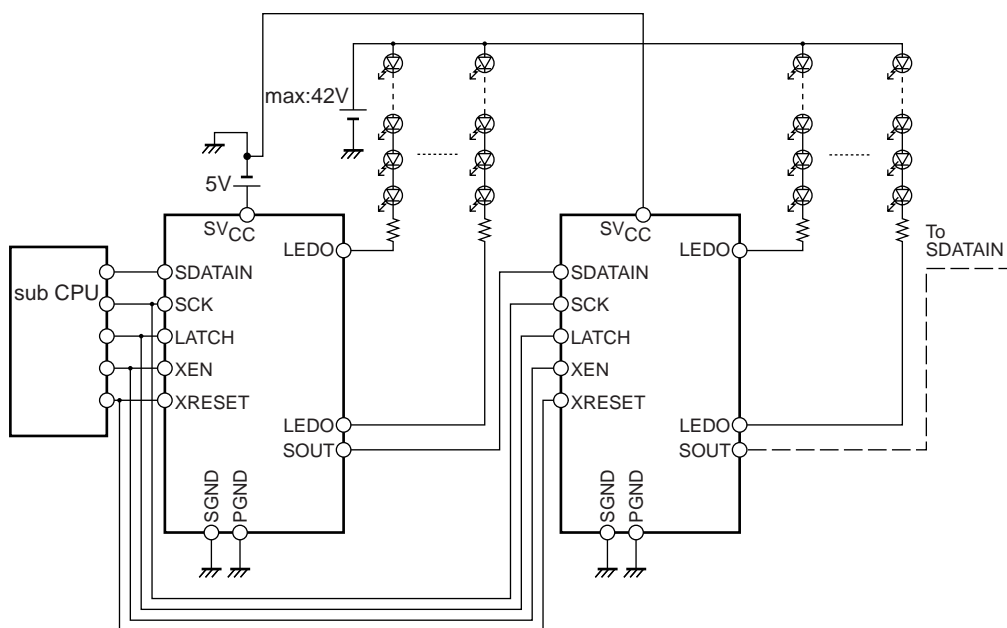 max:42V
5V
SVCC
SVCC
LEDO
LEDO
To
SDATAIN
sub CPU
SDATAIN
SCK
LATCH
XEN
XRESET
LEDO
SOUT
SGND
PGND
SDATAIN
SCK
LATCH
XEN
XRESET
LEDO
SOUT
SGND
PGND